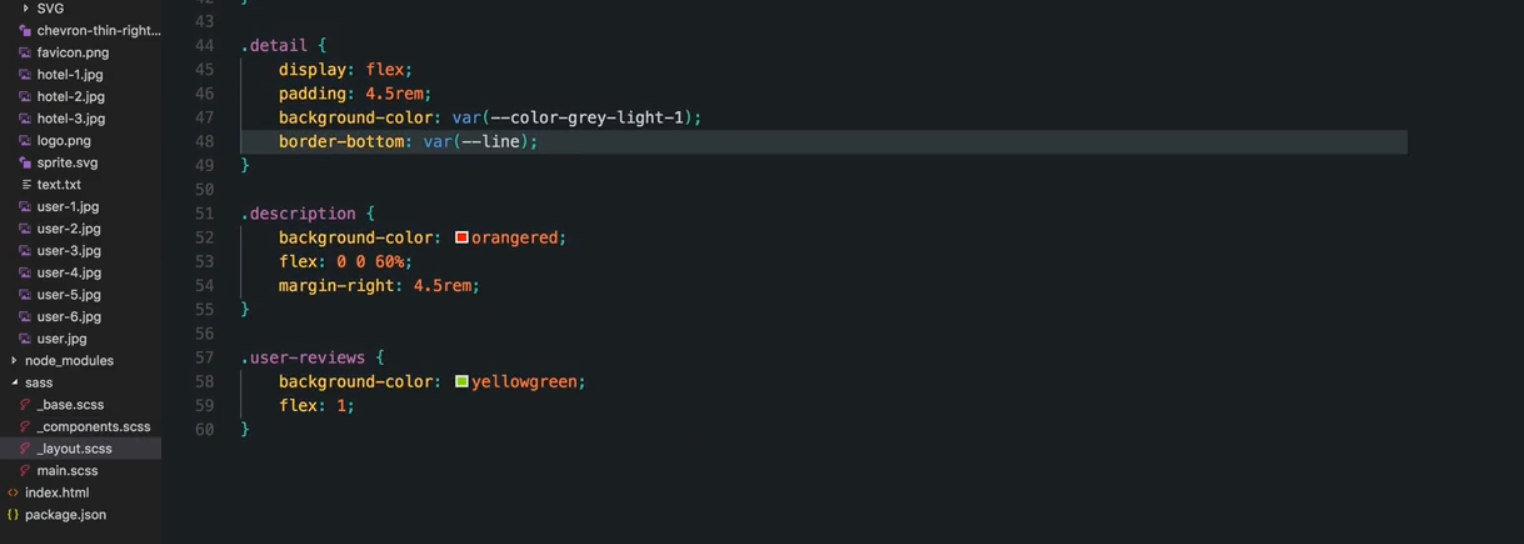 SVG
chevron-thin-right...
favicon.png
hotel-1.jpg
hotel-2.jpg
hotel-3.jpg
logo.png
sprite.svg
text.txt
user-1.jpg
user-2.jpg
user-3.jpg
user-4.jpg
user-5.jpg
user-6.jpg
user.jpg
node_modules
sass
_base.scss
_components.scss
_layout.scss
main.scss
index.html
package.json
42 }
43
44 .detail {
45 display: flex;
46 padding: 4.5rem;
47 background-color: var(--color-grey-light-1);
48 border-bottom: var(--line);
49 }
50
51 .description {
52 background-color: orangered;
53 flex: 0 0 60%;
54 margin-right: 4.5rem;
55 }
56
57 .user-reviews {
58 background-color: yellowgreen;
59 flex: 1;
60 }